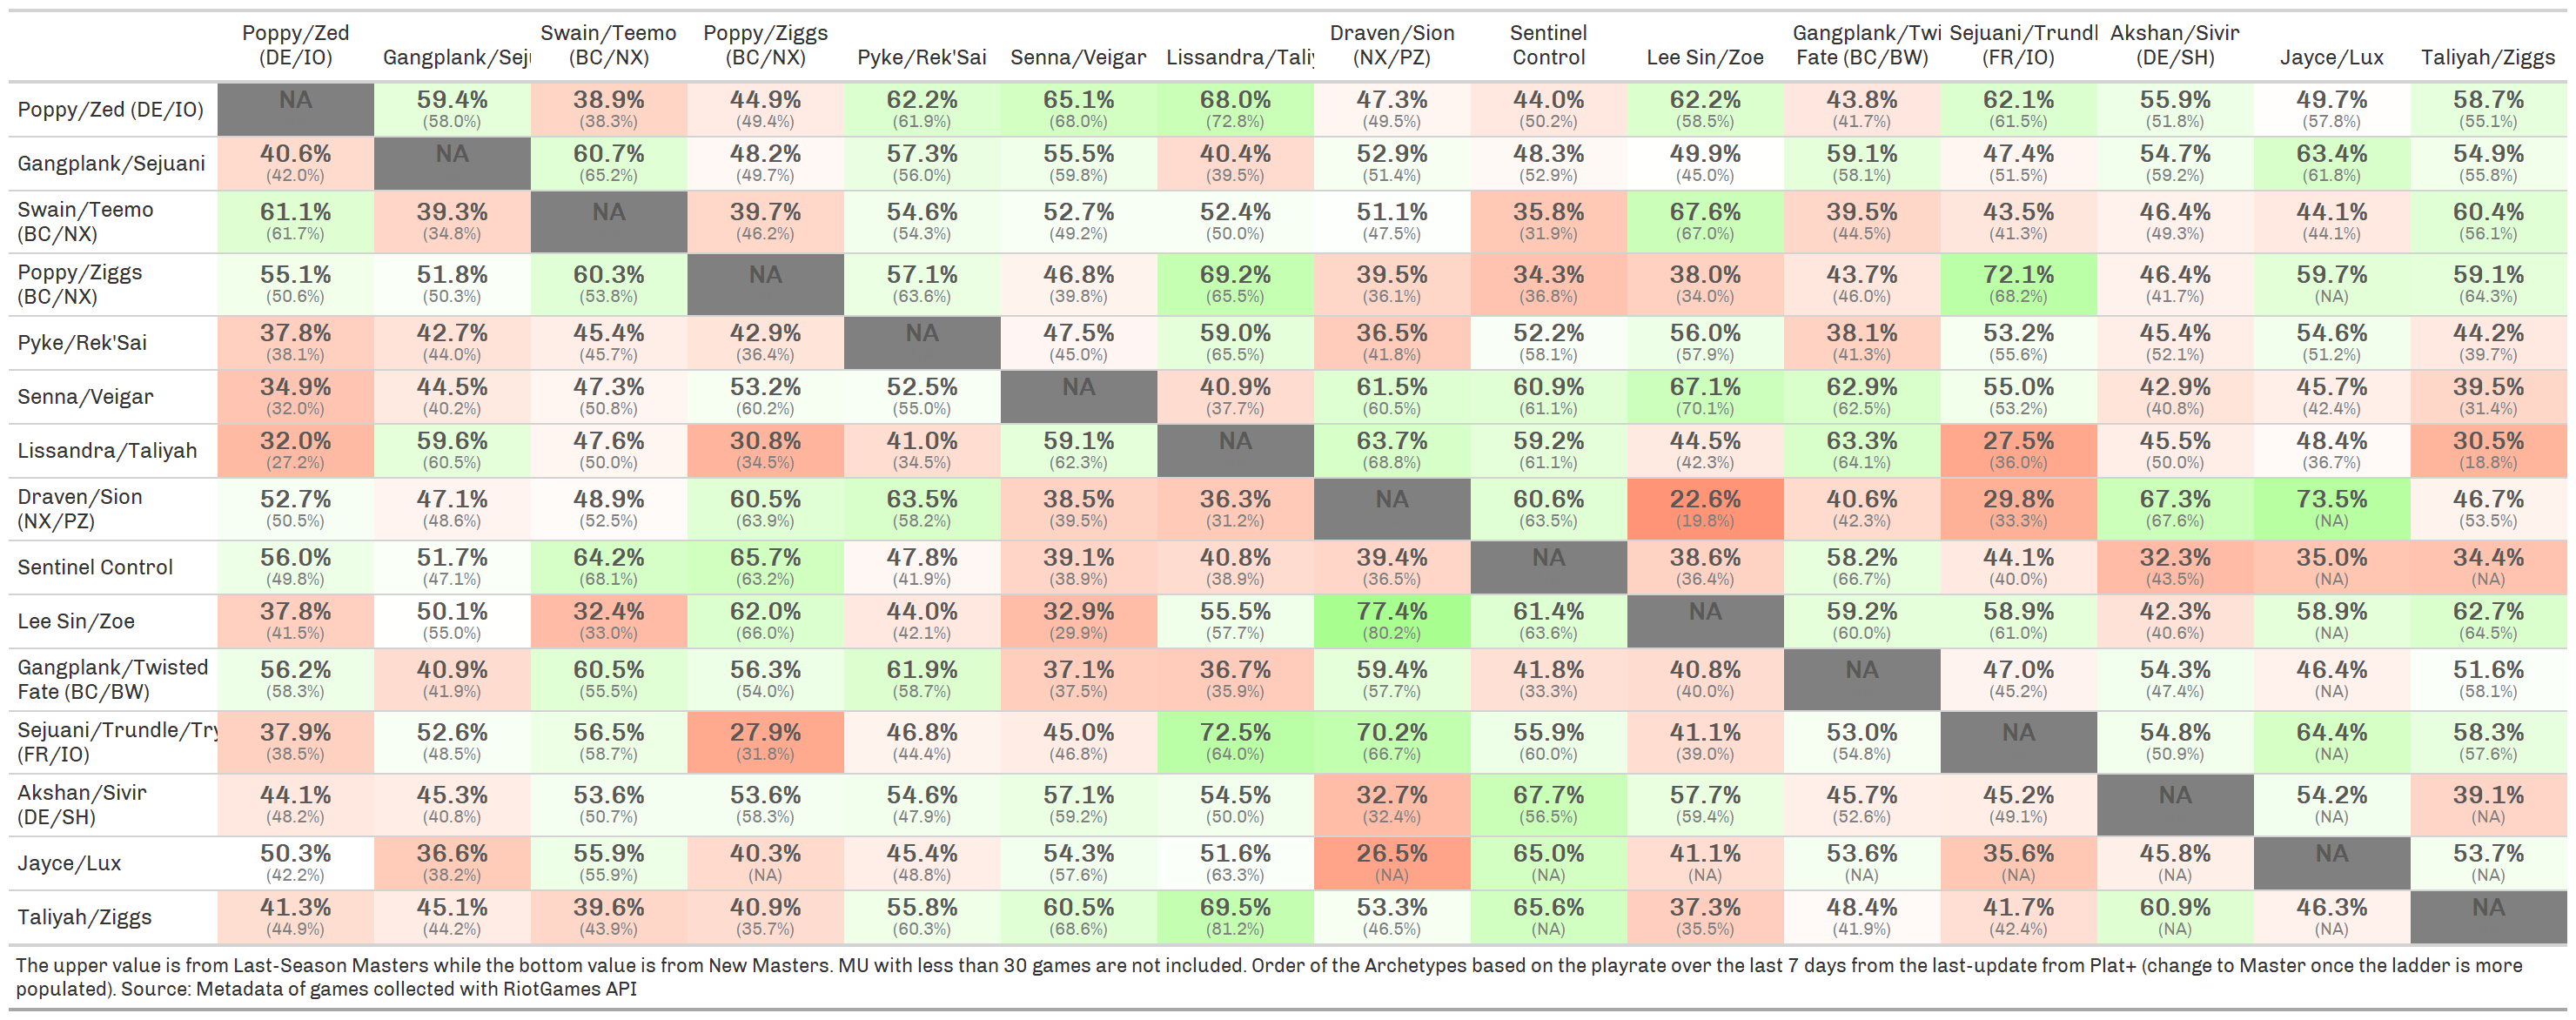 Poppy/Zed (DE/IO) Gangplank/Sej Swain/Teemo (BC/NX) Poppy/Ziggs (BC/NX) Pyke/Rek'Sai Senna/Veigar Lissandra/Tali Draven/Sion (NX/PZ) Sentinel Control Lee Sin/Zoe Gangplank/Twi Fate (BC/BW) Sejuani/Trundl (FR/IO) Akshan/Sivir (DE/SH) Jayce/Lux Taliyah/Ziggs
Poppy/Zed (DE/IO) NA 59.4% 38.9% 44.9% 62.2% 65.1% 68.0% 47.3% 44.0% 62.2% 43.8% 62.1% 55.9% 49.7% 58.7%
(58.0%) (38.3%) (49.4%) (61.9%) (68.0%) (72.8%) (49.5%) (50.2%) (58.5%) (41.7%) (61.5%) (51.8%) (57.8%) (55.1%)
Gangplank/Sejuani 40.6% NA 60.7% 48.2% 57.3% 55.5% 40.4% 52.9% 48.3% 49.9% 59.1% 47.4% 54.7% 63.4% 54.9%
(42.0%) (65.2%) (49.7%) (56.0%) (59.8%) (39.5%) (51.4%) (52.9%) (45.0%) (58.1%) (51.5%) (59.2%) (61.8%) (55.8%)
Swain/Teemo 61.1% 39.3% NA 39.7% 54.6% 52.7% 52.4% 51.1% 35.8% 67.6% 39.5% 43.5% 46.4% 44.1% 60.4%
(BC/NX) (61.7%) (34.8%) (46.2%) (54.3%) (49.2%) (50.0%) (47.5%) (31.9%) (67.0%) (44.5%) (41.3%) (49.3%) (44.1%) (56.1%)
Poppy/Ziggs 55.1% 51.8% 60.3% NA 57.1% 46.8% 69.2% 39.5% 34.3% 38.0% 43.7% 72.1% 46.4% 59.7% 59.1%
(BC/NX) (50.6%) (50.3%) (53.8%) (63.6%) (39.8%) (65.5%) (36.1%) (36.8%) (34.0%) (46.0%) (68.2%) (41.7%) (NA) (64.3%)
Pyke/Rek'Sai 37.8% 42.7% 45.4% 42.9% NA 47.5% 59.0% 36.5% 52.2% 56.0% 38.1% 53.2% 45.4% 54.6% 44.2%
(38.1%) (44.0%) (45.7%) (36.4%) (45.0%) (65.5%) (41.8%) (58.1%) (57.9%) (41.3%) (55.6%) (52.1%) (51.2%) (39.7%)
Senna/Veigar 34.9% 44.5% 47.3% 53.2% 52.5% NA 40.9% 61.5% 60.9% 67.1% 62.9% 55.0% 42.9% 45.7% 39.5%
(32.0%) (40.2%) (50.8%) (60.2%) (55.0%) (37.7%) (60.5%) (61.1%) (70.1%) (62.5%) (53.2%) (40.8%) (42.4%) (31.4%)
Lissandra/Taliyah 32.0% 59.6% 47.6% 30.8% 41.0% 59.1% NA 63.7% 59.2% 44.5% 63.3% 27.5% 45.5% 48.4% 30.5%
(27.2%) (60.5%) (50.0%) (34.5%) (34.5%) (62.3%) (68.8%) (61.1%) (42.3%) (64.1%) (36.0%) (50.0%) (36.7%) (18.8%)
Draven/Sion 52.7% 47.1% 48.9% 60.5% 63.5% 38.5% 36.3% NA 60.6% 22.6% 40.6% 29.8% 67.3% 73.5% 46.7%
(NX/PZ) (50.5%) (48.6%) (52.5%) (63.9%) (58.2%) (39.5%) (31.2%) (63.5%) (19.8%) (42.3%) (33.3%) (67.6%) (NA) (53.5%)
Sentinel Control 56.0% 51.7% 64.2% 65.7% 47.8% 39.1% 40.8% 39.4% NA 38.6% 58.2% 44.1% 32.3% 35.0% 34.4%
(49.8%) (47.1%) (68.1%) (63.2%) (41.9%) (38.9%) (38.9%) (36.5%) (36.4%) (66.7%) (40.0%) (43.5%) (NA) (NA)
Lee Sin/Zoe 37.8% 50.1% 32.4% 62.0% 44.0% 32.9% 55.5% 77.4% 61.4% NA 59.2% 58.9% 42.3% 58.9% 62.7%
(41.5%) (55.0%) (33.0%) (66.0%) (42.1%) (29.9%) (57.7%) (80.2%) (63.6%) (60.0%) (61.0%) (40.6%) (NA) (64.5%)
Gangplank/Twisted 56.2% 40.9% 60.5% 56.3% 61.9% 37.1% 36.7% 59.4% 41.8% 40.8% NA 47.0% 54.3% 46.4% 51.6%
Fate (BC/BW) (58.3%) (41.9%) (55.5%) (54.0%) (58.7%) (37.5%) (35.9%) (57.7%) (33.3%) (40.0%) (45.2%) (47.4%) (NA) (58.1%)
Sejuani/Trundle/Try 37.9% 52.6% 56.5% 27.9% 46.8% 45.0% 72.5% 70.2% 55.9% 41.1% 53.0% NA 54.8% 64.4% 58.3%
(FR/IO) (38.5%) (48.5%) (58.7%) (31.8%) (44.4%) (46.8%) (64.0%) (66.7%) (60.0%) (39.0%) (54.8%) (50.9%) (NA) (57.6%)
Akshan/Sivir 44.1% 45.3% 53.6% 53.6% 54.6% 57.1% 54.5% 32.7% 67.7% 57.7% 45.7% 45.2% NA 54.2% 39.1%
(DE/SH) (48.2%) (40.8%) (50.7%) (58.3%) (47.9%) (59.2%) (50.0%) (32.4%) (56.5%) (59.4%) (52.6%) (49.1%) (NA) (NA)
Jayce/Lux 50.3% 36.6% 55.9% 40.3% 45.4% 54.3% 51.6% 26.5% 65.0% 41.1% 53.6% 35.6% 45.8% NA 53.7%
(42.2%) (38.2%) (55.9%) (NA) (48.8%) (57.6%) (63.3%) (NA) (NA) (NA) (NA) (NA) (NA) (NA)
Taliyah/Ziggs 41.3% 45.1% 39.6% 40.9% 55.8% 60.5% 69.5% 53.3% 65.6% 37.3% 48.4% 41.7% 60.9% 46.3% NA
(44.9%) (44.2%) (43.9%) (35.7%) (60.3%) (68.6%) (81.2%) (46.5%) (NA) (35.5%) (41.9%) (42.4%) (NA) (NA)
The upper value is from Last-Season Masters while the bottom value is from New Masters. MU with less than 30 games are not included. Order of the Archetypes based on the playrate over the last 7 days from the last-update from Plat+ (change to Master once the ladder is more
populated). Source: Metadata of games collected with RiotGames API